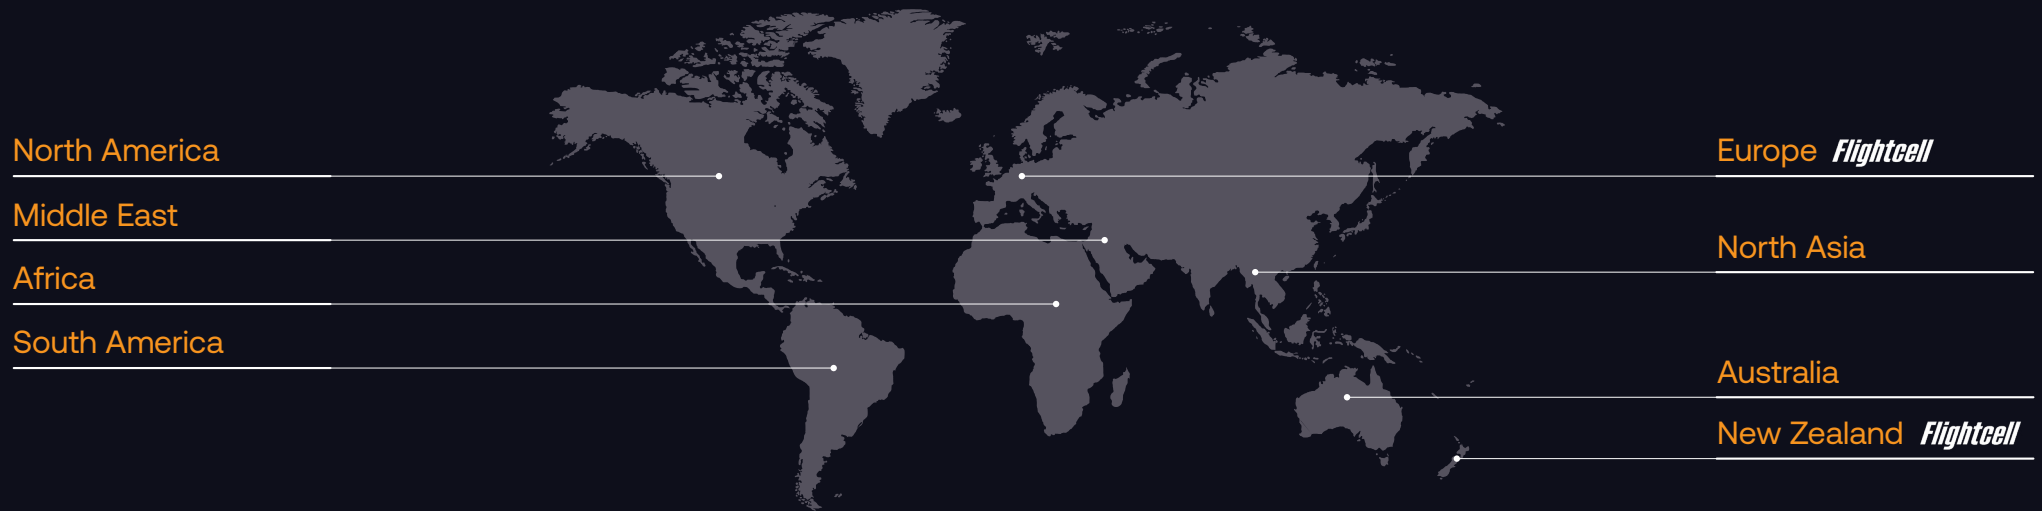 North America
Middle East
Africa
South America
Europe Flightcell
North Asia
Australia
New Zealand Flightcell